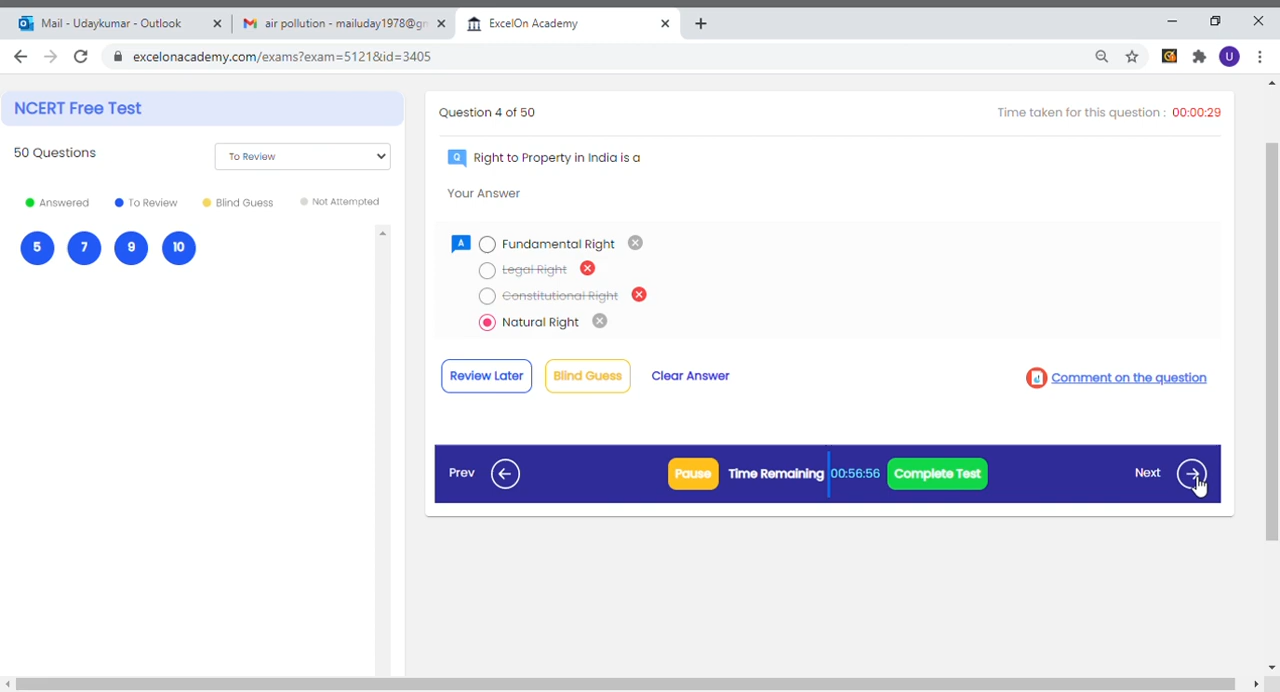 Mail - Udaykumar - Outlook
air pollution - mailuday1978@gm
ExcelOn Academy
excelonacademy.com/exams?exam=5121&id=3405
U
NCERT Free Test
50 Questions
To Review
Answered
To Review
Blind Guess
Not Attempted
5 7 9 10
Question 4 of 50
Time taken for this question : 00:00:29
Q Right to Property in India is a
Your Answer
A Fundamental Right
Legal Right
Constitutional Right
Natural Right
Review Later
Blind Guess
Clear Answer
Comment on the question
Prev
Pause
Time Remaining
00:56:56
Complete Test
Next